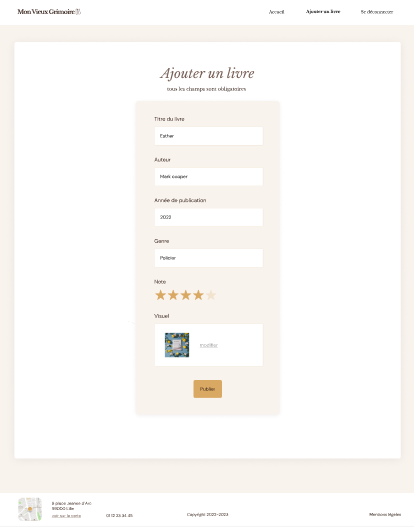 Mon Vieux Grimoire
Accueil
Ajouter un livre
Se déconnecter
Ajouter un livre
tous les champs sont obligatoires
Titre du livre
Esther
Auteur
Mark cooper
Année de publication
2022
Genre
Policier
Note
Visuel
modifier
Publier
8 place Jeanne d'Arc
59000 Lille
voir sur la carte
01 12 23 34 45
Copyright 2023-2023
Mentions légales